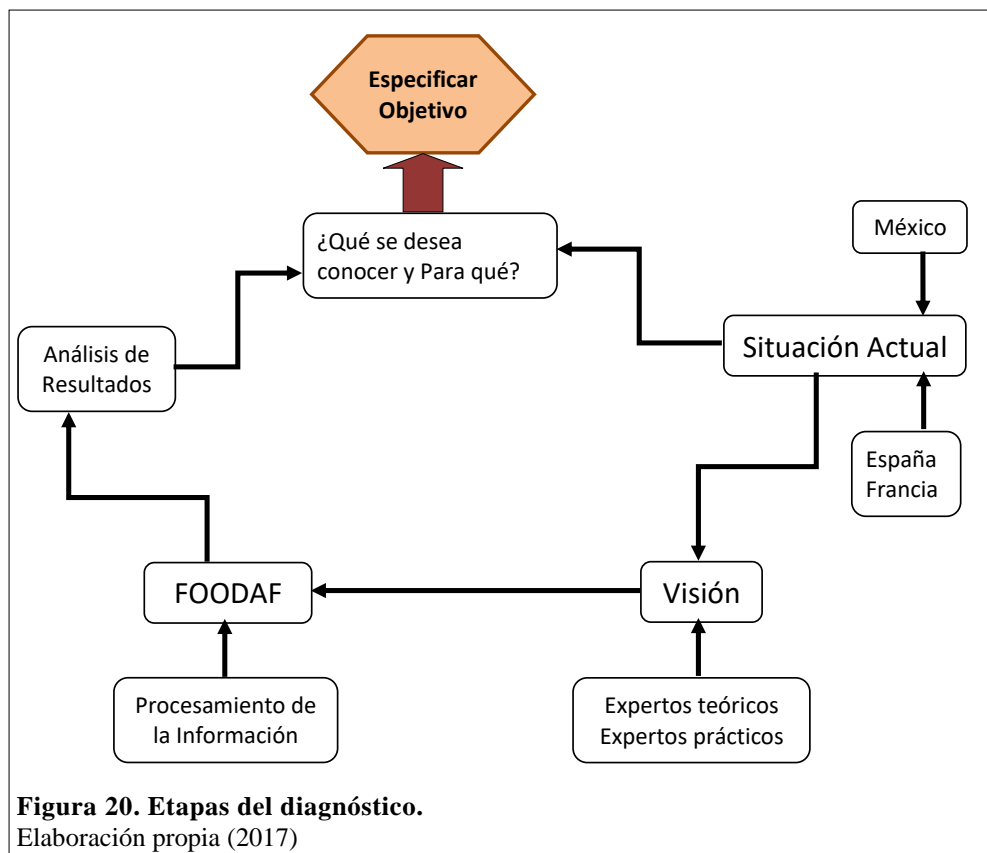 Especificar
Objetivo
¿Qué se desea
conocer y Para qué?
México
Situación Actual
Análisis de
Resultados
España
Francia
FOODAF
Visión
Procesamiento de
la Información
Expertos teóricos
Expertos prácticos
Figura 20. Etapas del diagnóstico.
Elaboración propia (2017)